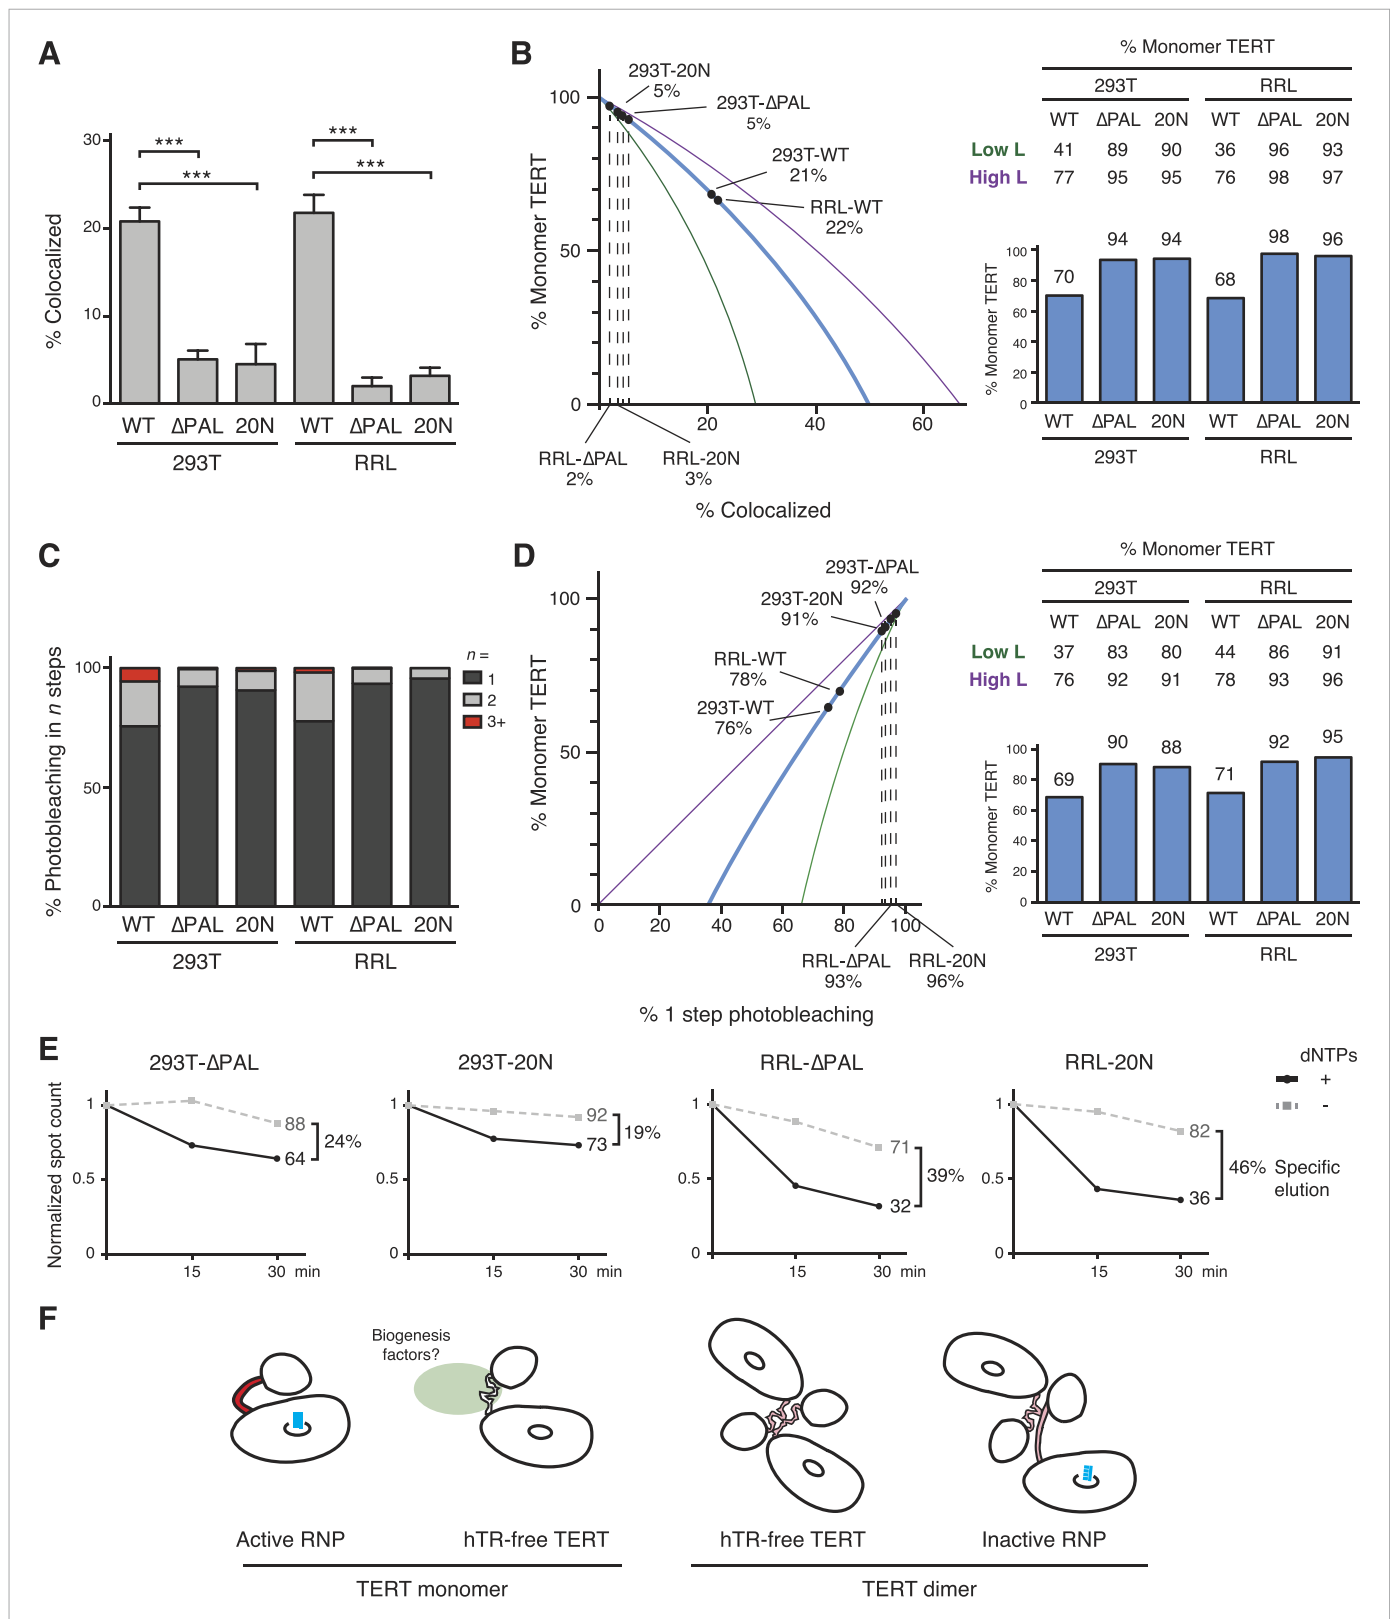 A
% Colocalized
30
20
10
0
***
***
***
***
WT ΔPAL 20N WT ΔPAL 20N
293T RRL
B
% Monomer TERT
100
50
0
20 40 60
293T-20N
5%
293T-ΔPAL
5%
293T-WT
21%
RRL-WT
22%
RRL-ΔPAL
2%
RRL-20N
3%
% Colocalized
% Monomer TERT
293T RRL
WT ΔPAL 20N WT ΔPAL 20N
Low L 41 89 90 36 96 93
High L 77 95 95 76 98 97
% Monomer TERT
100
80
60
40
20
0
70 94 94 68 98 96
WT ΔPAL 20N WT ΔPAL 20N
293T RRL
C
% Photobleaching in n steps
100
50
0
n =
1
2
3+
WT ΔPAL 20N WT ΔPAL 20N
293T RRL
D
% Monomer TERT
100
50
0
0 20 40 60 80 100
293T-ΔPAL
92%
293T-20N
91%
RRL-WT
78%
293T-WT
76%
RRL-ΔPAL
93%
RRL-20N
96%
% 1 step photobleaching
% Monomer TERT
293T RRL
WT ΔPAL 20N WT ΔPAL 20N
Low L 37 83 80 44 86 91
High L 76 92 91 78 93 96
% Monomer TERT
100
80
60
40
20
0
69 90 88 71 92 95
WT ΔPAL 20N WT ΔPAL 20N
293T RRL
E
Normalized spot count
293T-ΔPAL
1
0.5
0
88
64
24%
15 30 min
293T-20N
1
0.5
0
92
73
19%
15 30 min
RRL-ΔPAL
1
0.5
0
71
32
39%
15 30 min
RRL-20N
1
0.5
0
82
36
46% Specific
elution
15 30 min
dNTPs
+
-
F
Biogenesis
factors?
Active RNP hTR-free TERT hTR-free TERT Inactive RNP
TERT monomer TERT dimer